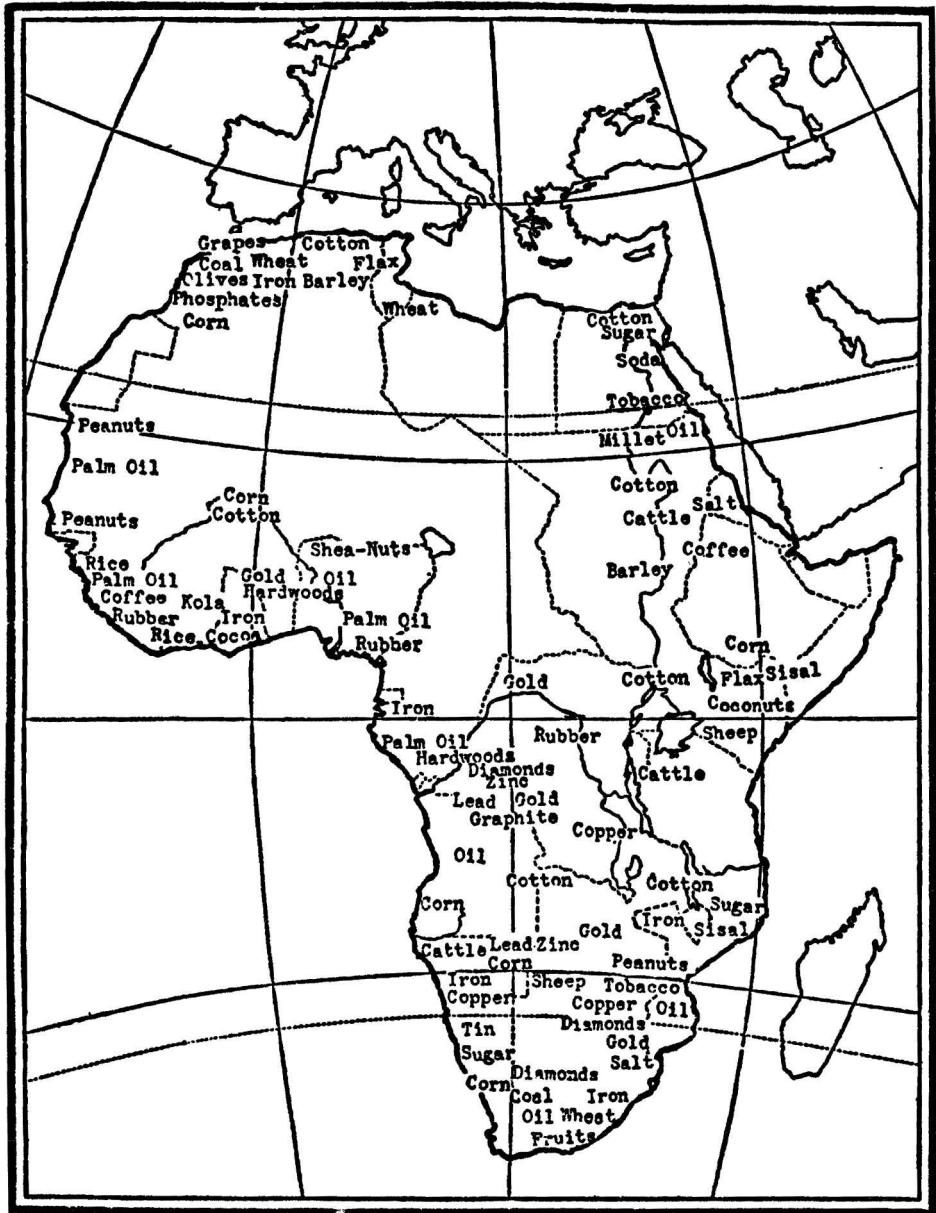 Grapes Cotton
Coal Wheat Flax
Olives Iron Barley
Phosphates Wheat
Corn
Cotton
Sugar
Soda
Tobacco
Peanuts
Millet Oil
Palm Oil
Cotton
Corn
Cotton
Salt
Cattle
Peanuts
Shea-Nuts
Coffee
Rice
Palm Oil
Gold
Oil
Barley
Hardwoods
Coffee
Kola
Rubber
Iron
Palm Oil
Rice
Cocoa
Rubber
Corn
Gold
Cotton
Flax
Sisal
Coconuts
Iron
Rubber
Sheep
Palm Oil
Hardwoods
Diamonds
Cattle
Zinc
Lead Gold
Graphite
Copper
Oil
Cotton
Cotton
Corn
Sugar
Iron
Sisal
Gold
Cattle
Lead
Zinc
Corn
Peanuts
Iron
Sheep
Tobacco
Copper
Copper
Oil
Tin
Diamonds
Gold
Sugar
Salt
Corn
Diamonds
Coal Iron
Oil Wheat
Fruits